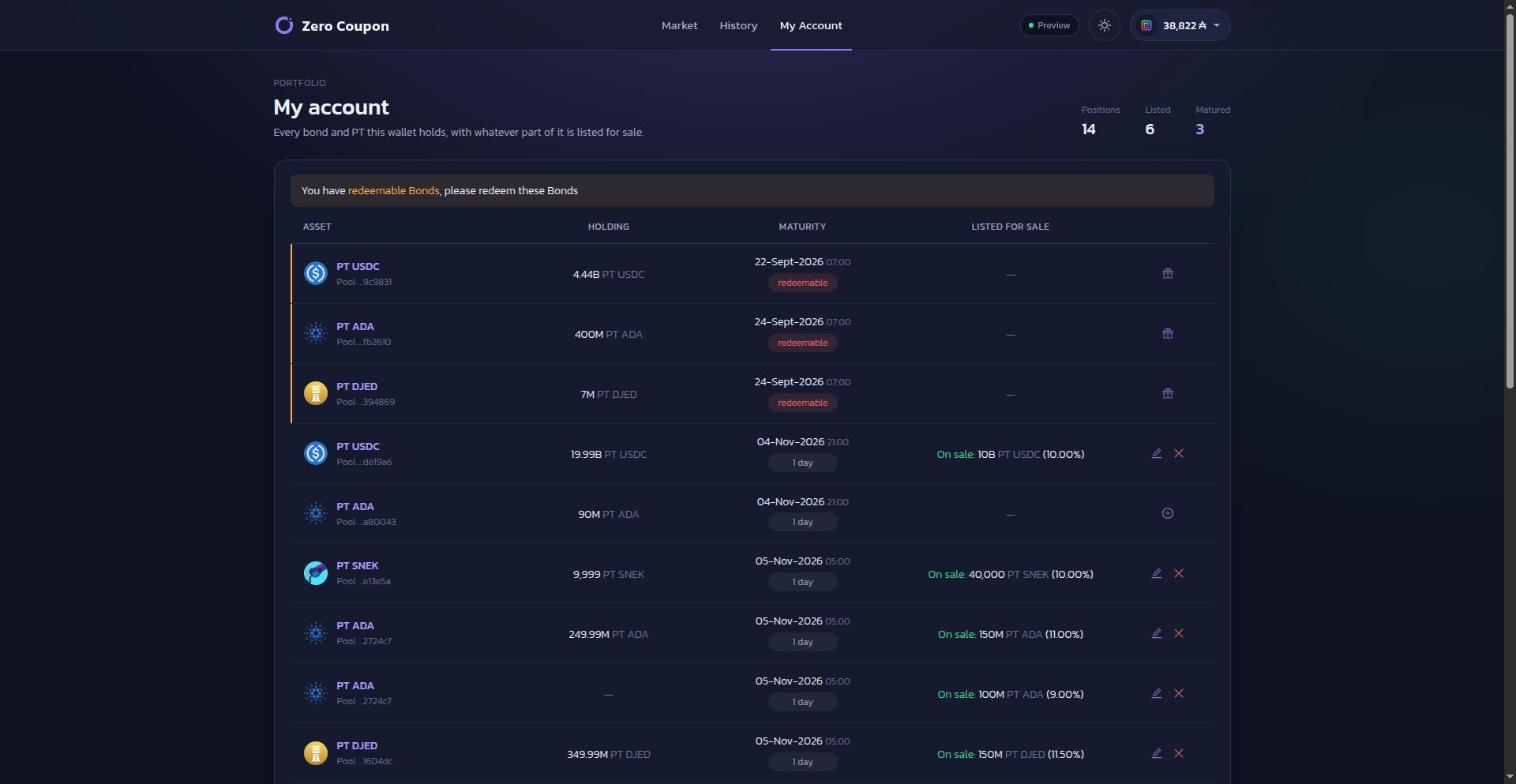 Zero Coupon
Market
History
My Account
Preview
38,822 ₳
PORTFOLIO
My account
Every bond and PT this wallet holds, with whatever part of it is listed for sale.
Positions
14
Listed
6
Matured
3
You have redeemable Bonds, please redeem these Bonds
ASSET HOLDING MATURITY LISTED FOR SALE
PT USDC
Pool ...9c9831
4.44B PT USDC
22-Sept-2026 07:00
redeemable
—
PT ADA
Pool ...fb2610
400M PT ADA
24-Sept-2026 07:00
redeemable
—
PT DJED
Pool ...394869
7M PT DJED
24-Sept-2026 07:00
redeemable
—
PT USDC
Pool ...de19a6
19.99B PT USDC
04-Nov-2026 21:00
1 day
On sale: 10B PT USDC (10.00%)
PT ADA
Pool ...a80043
90M PT ADA
04-Nov-2026 21:00
1 day
—
PT SNEK
Pool ...e13e5a
9,999 PT SNEK
05-Nov-2026 05:00
1 day
On sale: 40,000 PT SNEK (10.00%)
PT ADA
Pool ...2724c7
249.99M PT ADA
05-Nov-2026 05:00
1 day
On sale: 150M PT ADA (11.00%)
PT ADA
Pool ...2724c7
—
05-Nov-2026 05:00
1 day
On sale: 100M PT ADA (9.00%)
PT DJED
Pool ...1604dc
349.99M PT DJED
05-Nov-2026 05:00
1 day
On sale: 150M PT DJED (11.50%)